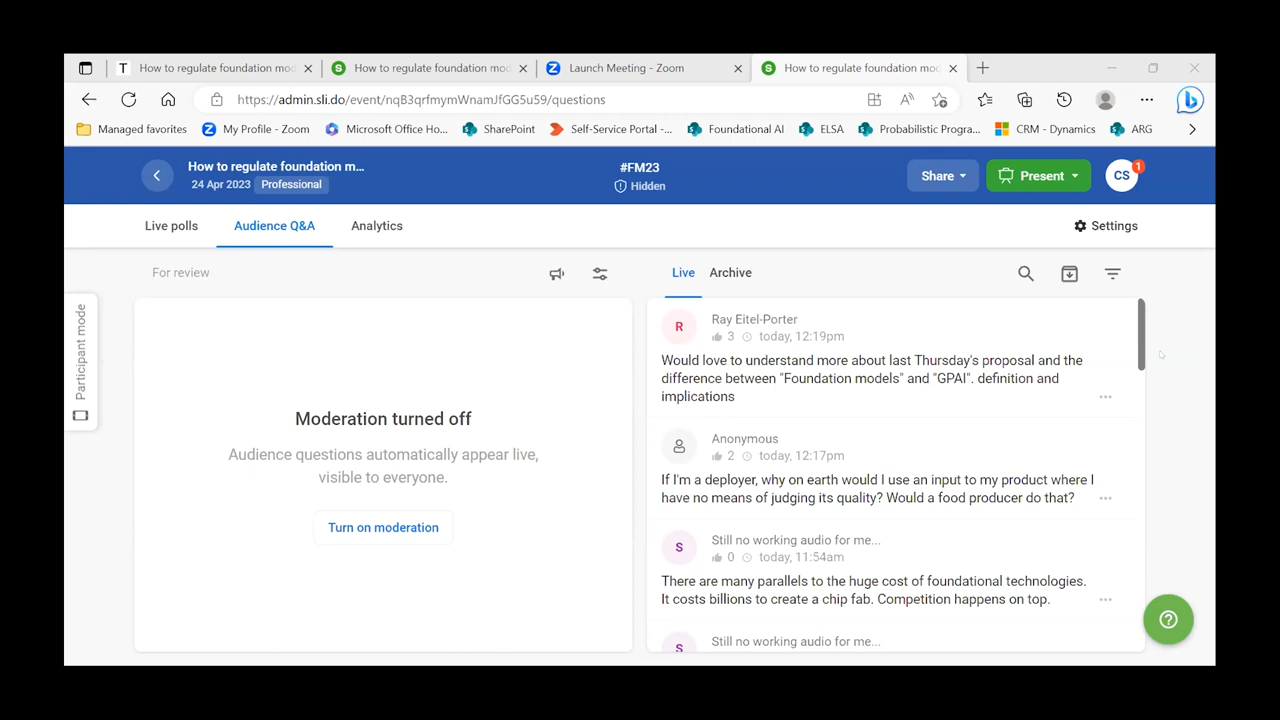 T How to regulate foundation mo
S How to regulate foundation mo
Z Launch Meeting - Zoom
S How to regulate foundation mo
https://admin.sli.do/event/nqB3qrfmymWnamJfGG5u59/questions
Managed favorites
My Profile - Zoom
Microsoft Office Ho...
SharePoint
Self-Service Portal -...
Foundational AI
ELSA
Probabilistic Progra...
CRM - Dynamics
ARG
How to regulate foundation m...
24 Apr 2023 Professional
#FM23
Hidden
Share
Present
CS
1
Live polls
Audience Q&A
Analytics
Settings
For review
Live
Archive
Participant mode
Moderation turned off
Audience questions automatically appear live,
visible to everyone.
Turn on moderation
R
Ray Eitel-Porter
3 today, 12:19pm
Would love to understand more about last Thursday's proposal and the
difference between "Foundation models" and "GPAI". definition and
implications
Anonymous
2 today, 12:17pm
If I'm a deployer, why on earth would I use an input to my product where I
have no means of judging its quality? Would a food producer do that?
S
Still no working audio for me...
0 today, 11:54am
There are many parallels to the huge cost of foundational technologies.
It costs billions to create a chip fab. Competition happens on top.
S
Still no working audio for me...